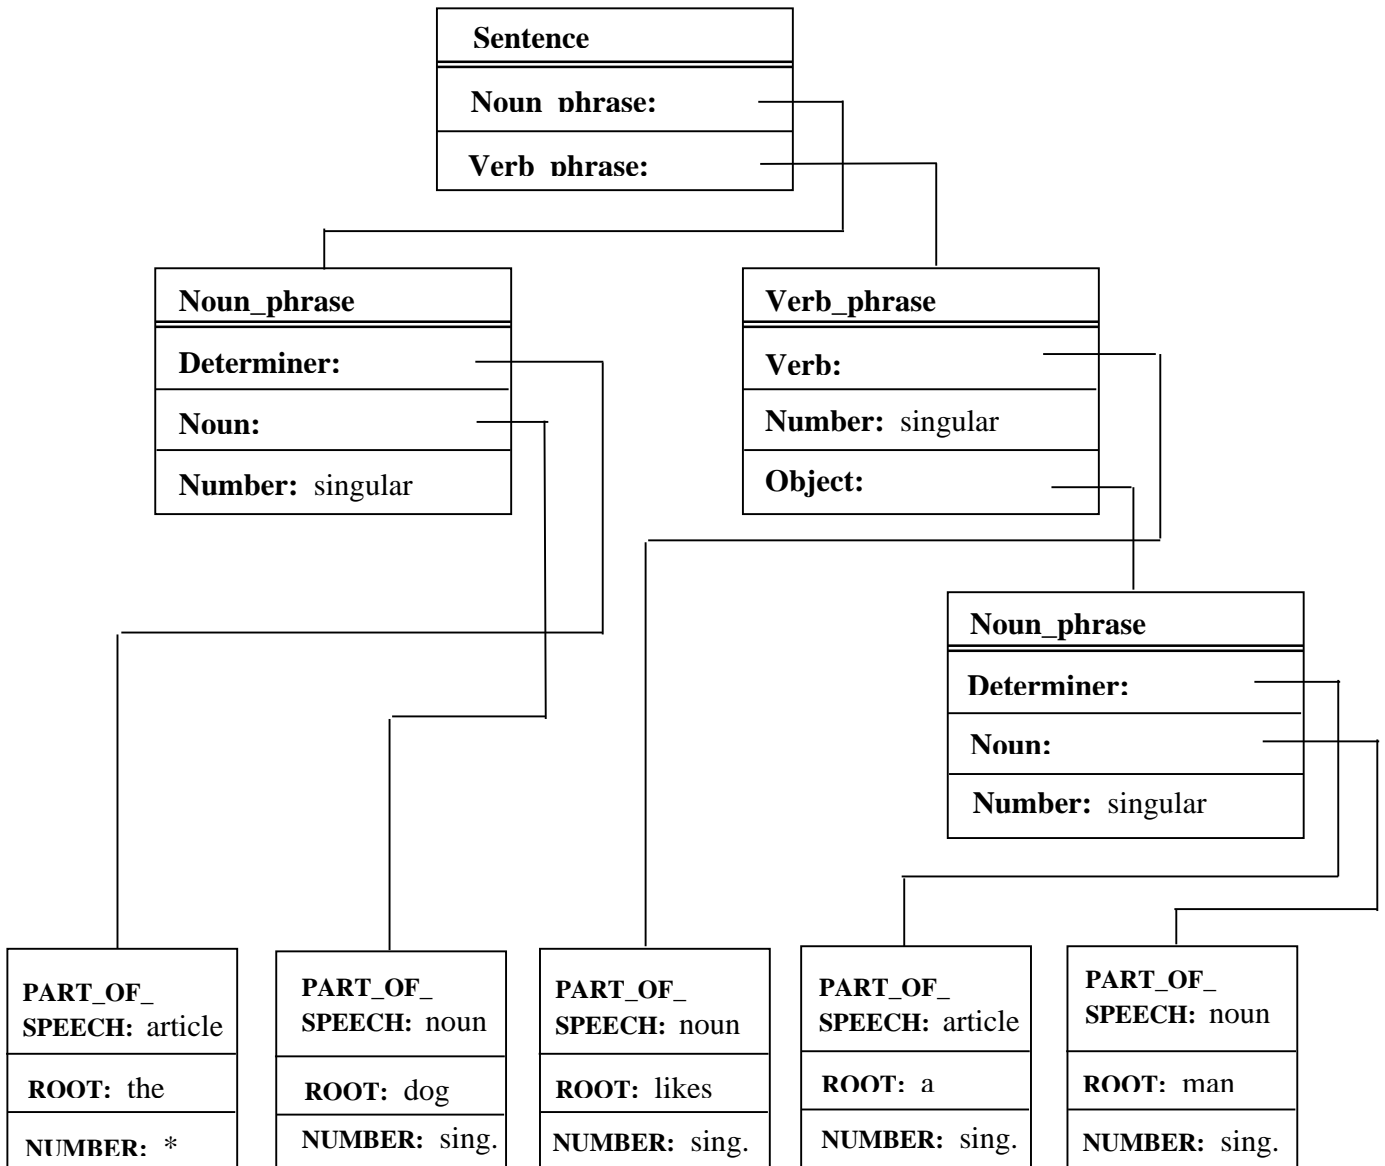 Sentence
Noun_phrase:
Verb_phrase:
Noun_phrase
Determiner:
Noun:
Number: singular
Verb_phrase
Verb:
Number: singular
Object:
Noun_phrase
Determiner:
Noun:
Number: singular
PART_OF_
SPEECH: article
ROOT: the
NUMBER: *
PART_OF_
SPEECH: noun
ROOT: dog
NUMBER: sing.
PART_OF_
SPEECH: noun
ROOT: likes
NUMBER: sing.
PART_OF_
SPEECH: article
ROOT: a
NUMBER: sing.
PART_OF_
SPEECH: noun
ROOT: man
NUMBER: sing.